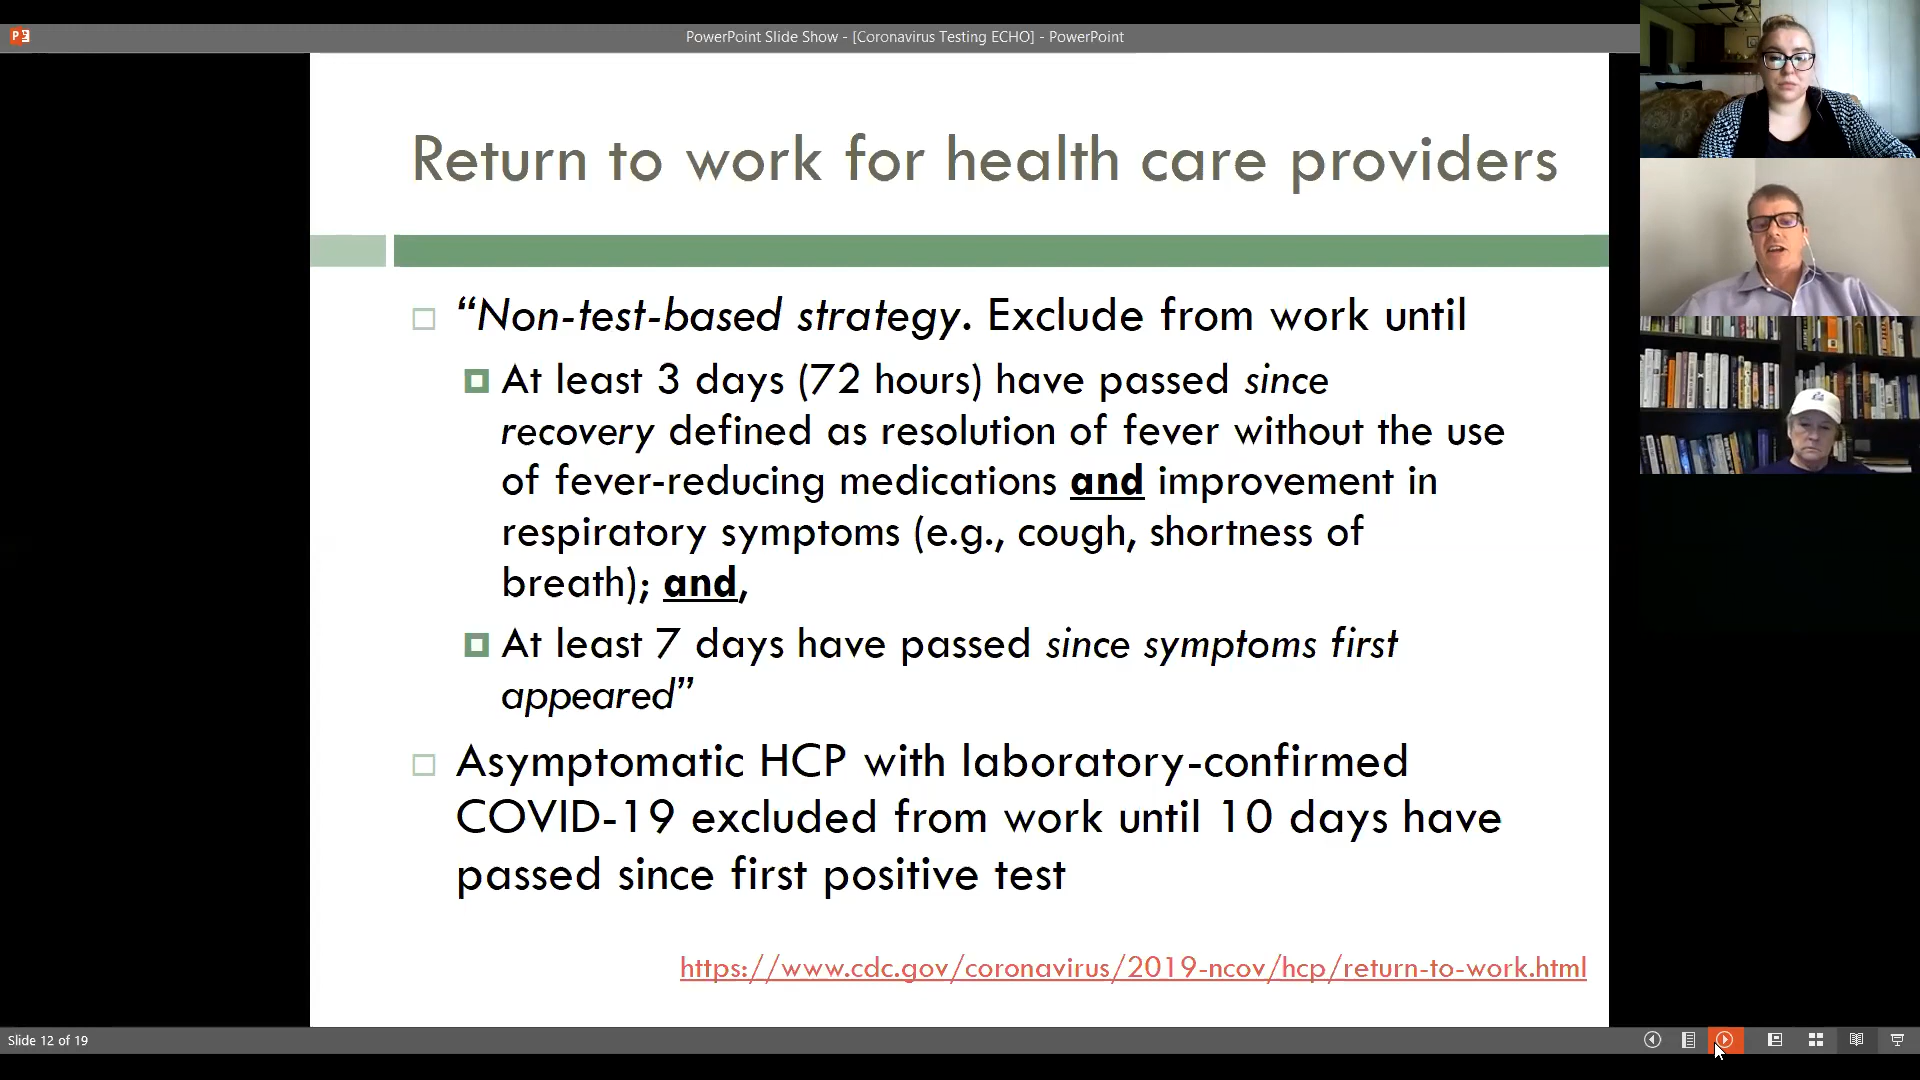 PowerPoint Slide Show - [Coronavirus Testing ECHO] - PowerPoint
Return to work for health care providers
“Non-test-based strategy. Exclude from work until
At least 3 days (72 hours) have passed since
recovery defined as resolution of fever without the use
of fever-reducing medications and improvement in
respiratory symptoms (e.g., cough, shortness of
breath); and,
At least 7 days have passed since symptoms first
appeared”
Asymptomatic HCP with laboratory-confirmed
COVID-19 excluded from work until 10 days have
passed since first positive test
https://www.cdc.gov/coronavirus/2019-ncov/hcp/return-to-work.html
Slide 12 of 19